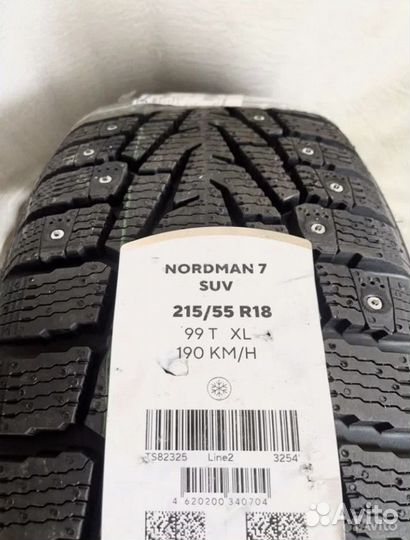 NORDMAN 7
SUV
215/55 R18
99 T XL
190 KM/H
TS82325 Line2 3254
4 620200 340704
Avito